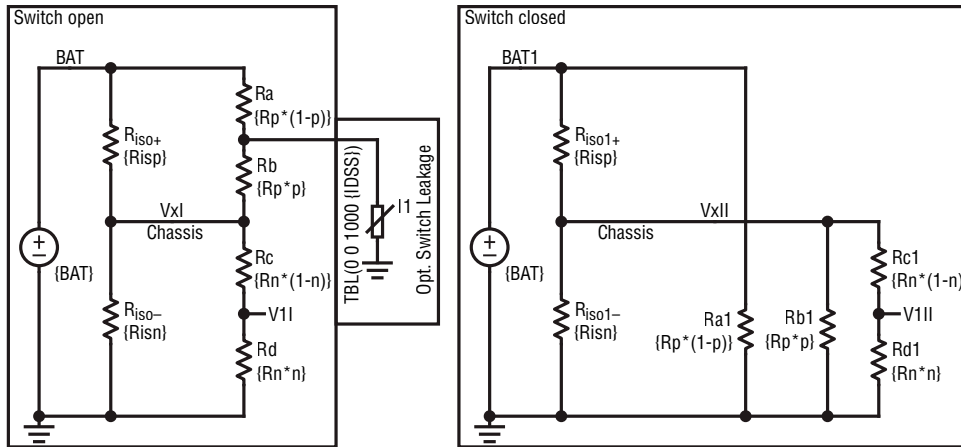 Switch open
BAT
Ra
{Rp*(1-p)}
Riso+
{Risp}
Rb
{Rp*p}
VxI
Chassis
+
−
{BAT}
Rc
{Rn*(1-n)}
Riso−
{Risn}
V1I
Rd
{Rn*n}
TBL(0 0 1000 {IDSS})
I1
Opt. Switch Leakage
Switch closed
BAT1
Riso1+
{Risp}
VxII
Chassis
+
−
{BAT}
Rc1
{Rn*(1-n)
Riso1−
{Risn}
Ra1
{Rp*(1-p)}
Rb1
{Rp*p}
V1II
Rd1
{Rn*n}